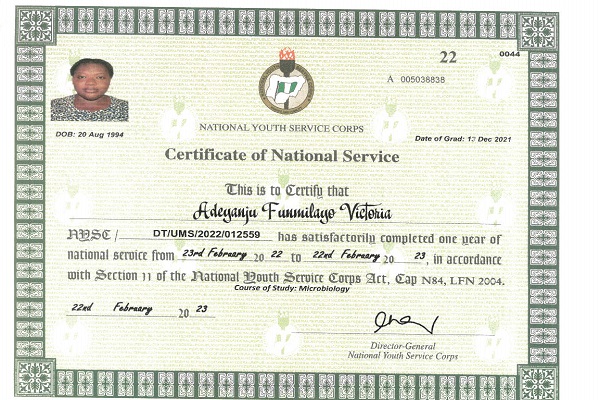 22
0044
A 005038838
DOB: 20 Aug 1994
NATIONAL YOUTH SERVICE CORPS
Date of Grad: 13 Dec 2021
Certificate of National Service
This is to Certify that
Adeyanju Funmilayo Victoria
NYSC/ DT/UMS/2022/012559 has satisfactorily completed one year of
national service from 23rd February 20 22 to 22nd February 20 23, in accordance
with Section 11 of the National Youth Service Corps Act, Cap N84, LFN 2004.
Course of Study: Microbiology
22nd February 20 23
Director-General
National Youth Service Corps